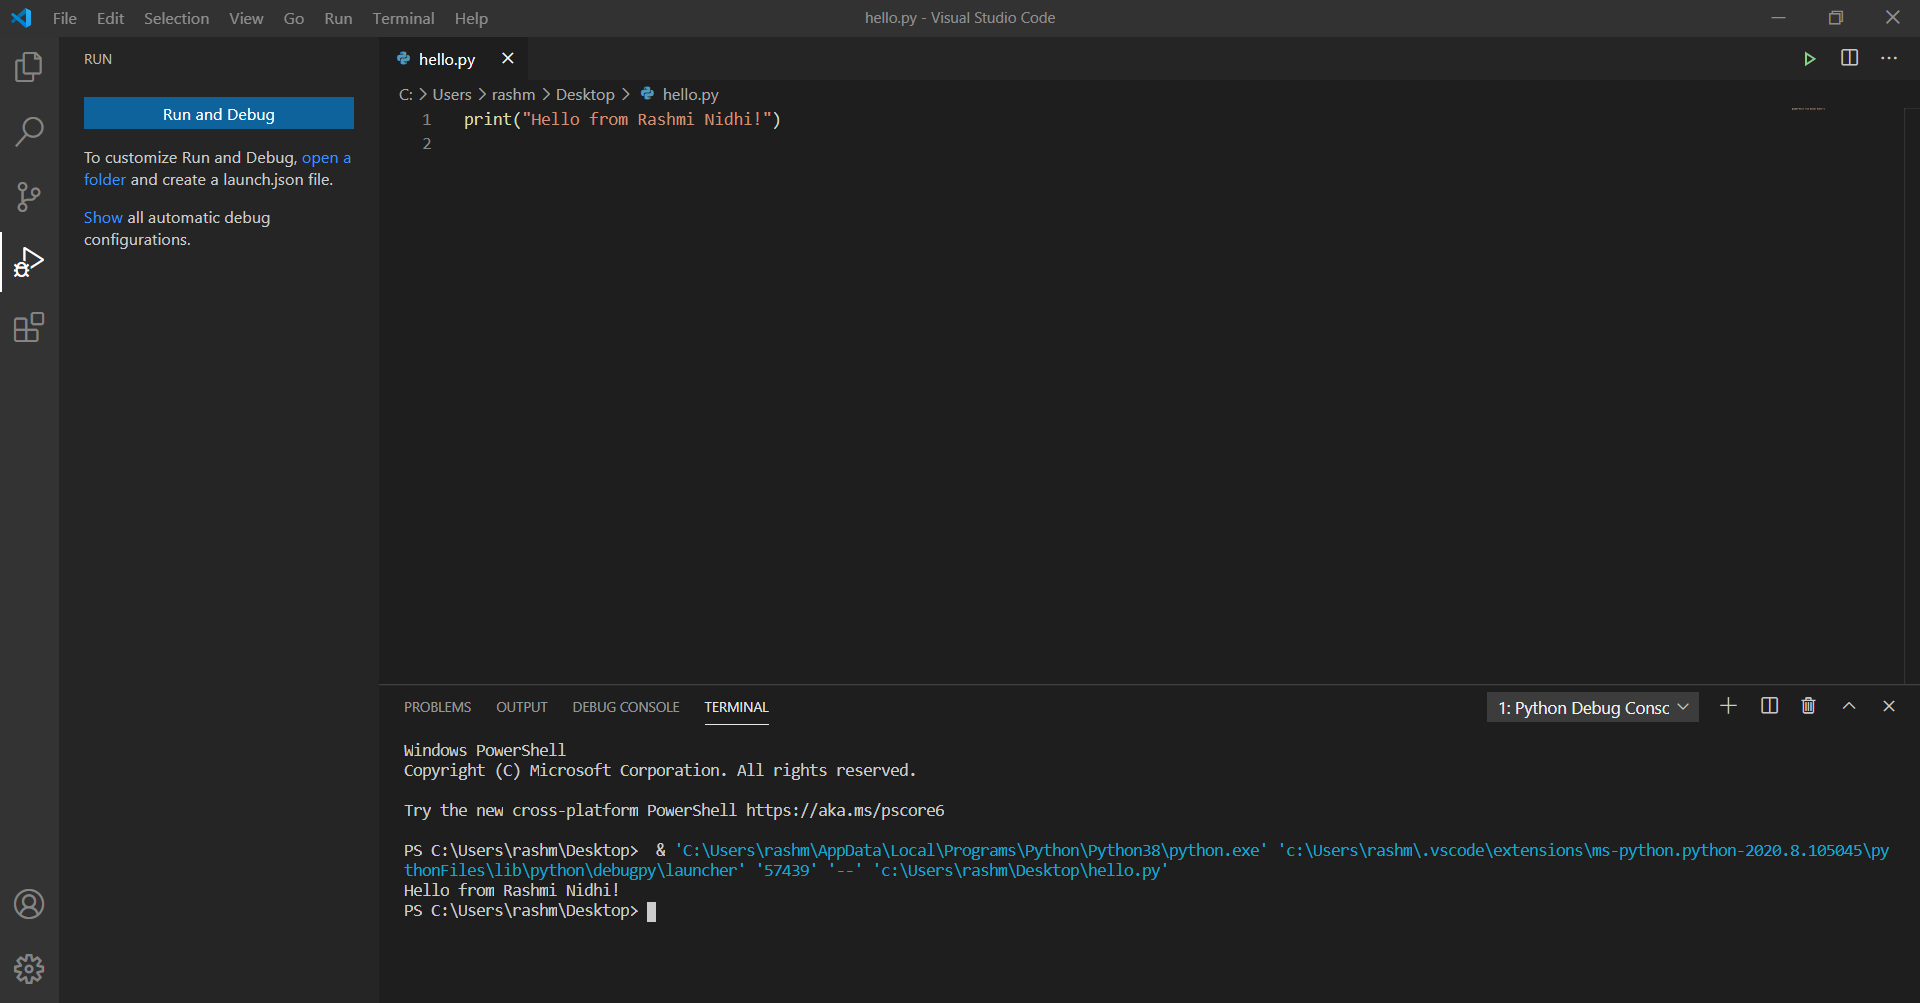 File Edit Selection View Go Run Terminal Help
hello.py - Visual Studio Code
RUN
Run and Debug
To customize Run and Debug, open a
folder and create a launch.json file.
Show all automatic debug
configurations.
hello.py
C: > Users > rashm > Desktop > hello.py
1 print("Hello from Rashmi Nidhi!")
2
PROBLEMS OUTPUT DEBUG CONSOLE TERMINAL
1: Python Debug Consc
Windows PowerShell
Copyright (C) Microsoft Corporation. All rights reserved.
Try the new cross-platform PowerShell https://aka.ms/pscore6
PS C:\Users\rashm\Desktop>  & 'C:\Users\rashm\AppData\Local\Programs\Python\Python38\python.exe' 'c:\Users\rashm\.vscode\extensions\ms-python.python-2020.8.105045\py
thonFiles\lib\python\debugpy\launcher' '57439' '--' 'c:\Users\rashm\Desktop\hello.py'
Hello from Rashmi Nidhi!
PS C:\Users\rashm\Desktop>